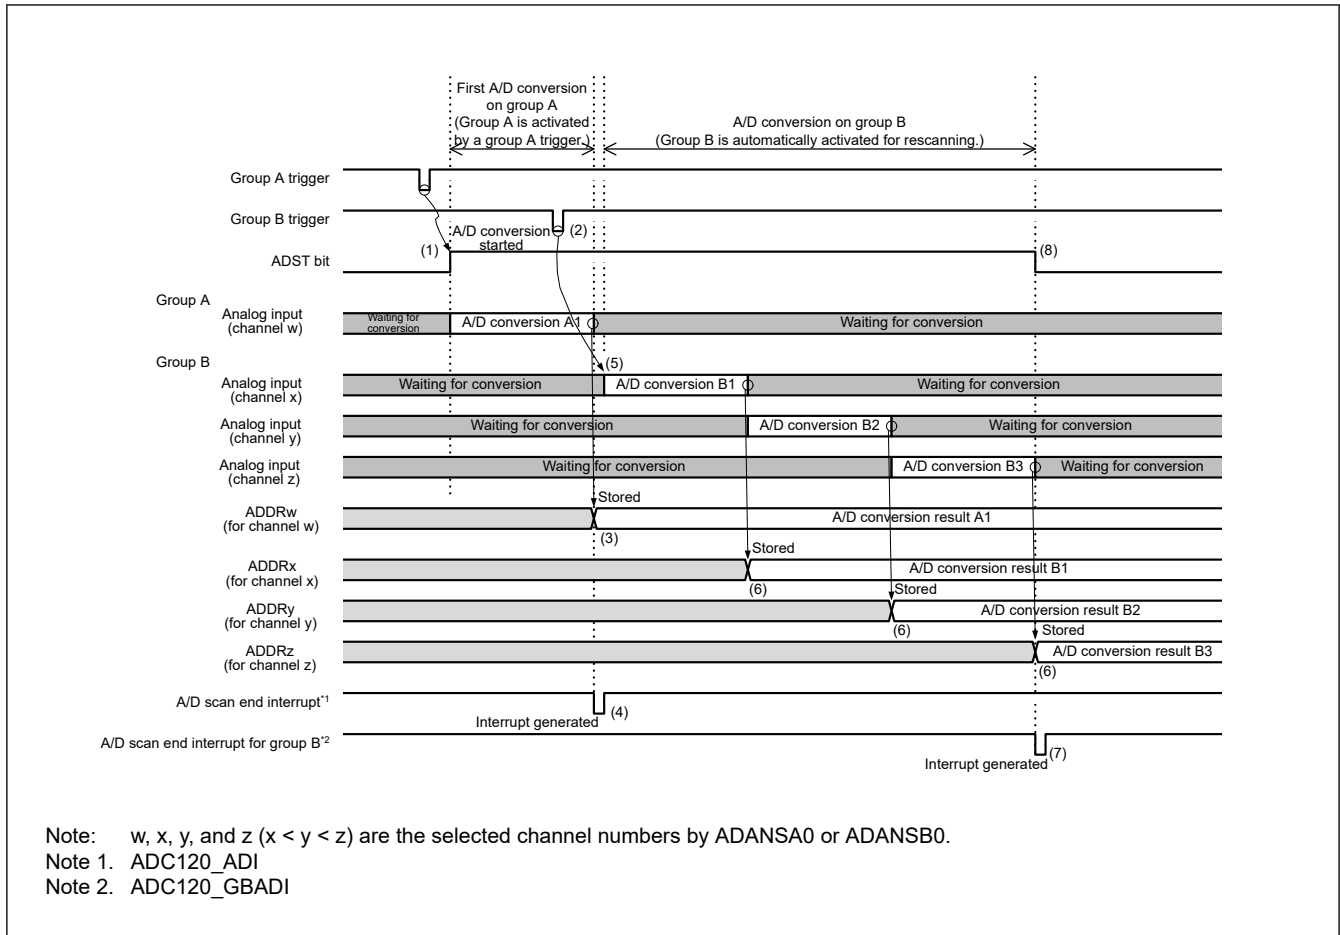 First A/D conversion
on group A
(Group A is activated
by a group A trigger.)
A/D conversion on group B
(Group B is automatically activated for rescanning.)
Group A trigger
Group B trigger
(2)
A/D conversion
started
(1)
(8)
ADST bit
Group A
Analog input
(channel w)
Waiting for
conversion
A/D conversion A1
Waiting for conversion
Group B
(5)
Analog input
(channel x)
Waiting for conversion
A/D conversion B1
Waiting for conversion
Analog input
(channel y)
Waiting for conversion
A/D conversion B2
Waiting for conversion
Analog input
(channel z)
Waiting for conversion
A/D conversion B3
Waiting for conversion
Stored
ADDRw
(for channel w)
A/D conversion result A1
(3)
Stored
ADDRx
(for channel x)
A/D conversion result B1
(6)
Stored
ADDRy
(for channel y)
A/D conversion result B2
(6)
Stored
ADDRz
(for channel z)
A/D conversion result B3
(6)
A/D scan end interrupt*1
(4)
Interrupt generated
A/D scan end interrupt for group B*2
(7)
Interrupt generated
Note: w, x, y, and z (x < y < z) are the selected channel numbers by ADANSA0 or ADANSB0.
Note 1. ADC120_ADI
Note 2. ADC120_GBADI